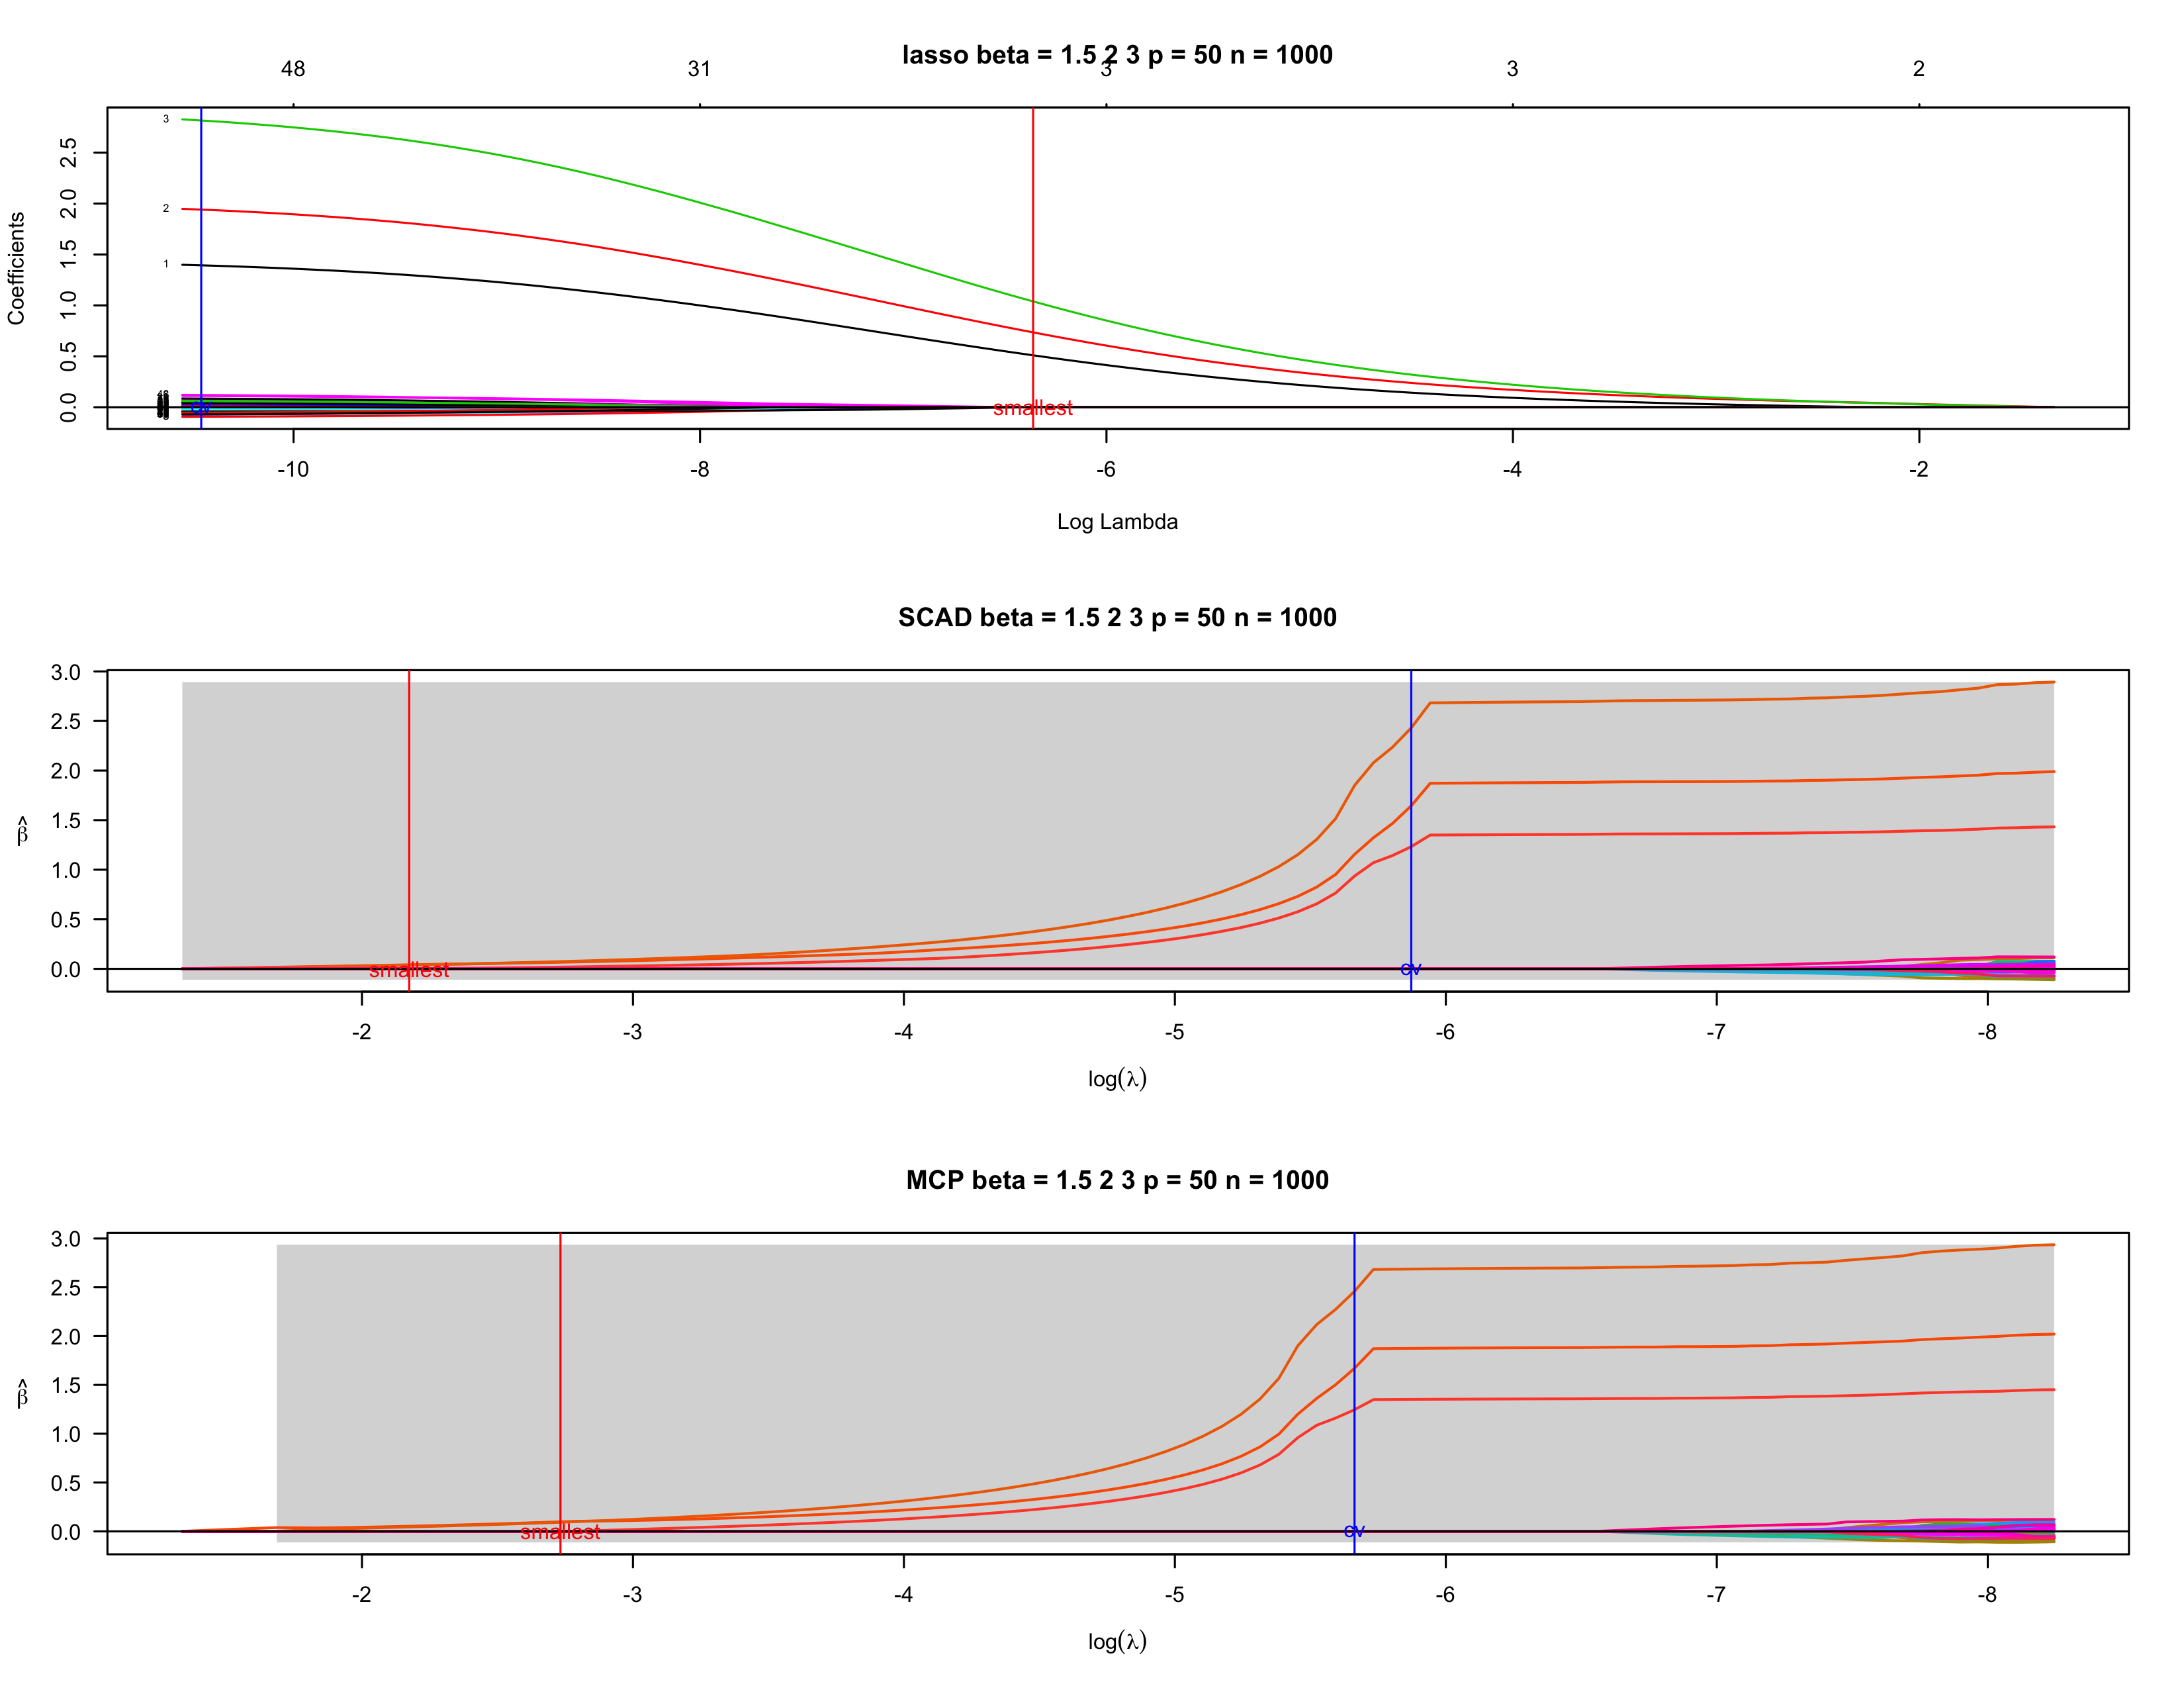 lasso beta = 1.5 2 3 p = 50 n = 1000
48 31 3 3 2
Coefficients
2.5
2.0
1.5
1.0
0.5
0.0
3
2
1
cv
smallest
-10 -8 -6 -4 -2
Log Lambda
SCAD beta = 1.5 2 3 p = 50 n = 1000
β̂
3.0
2.5
2.0
1.5
1.0
0.5
0.0
smallest
cv
-2 -3 -4 -5 -6 -7 -8
log(λ)
MCP beta = 1.5 2 3 p = 50 n = 1000
β̂
3.0
2.5
2.0
1.5
1.0
0.5
0.0
smallest
cv
-2 -3 -4 -5 -6 -7 -8
log(λ)